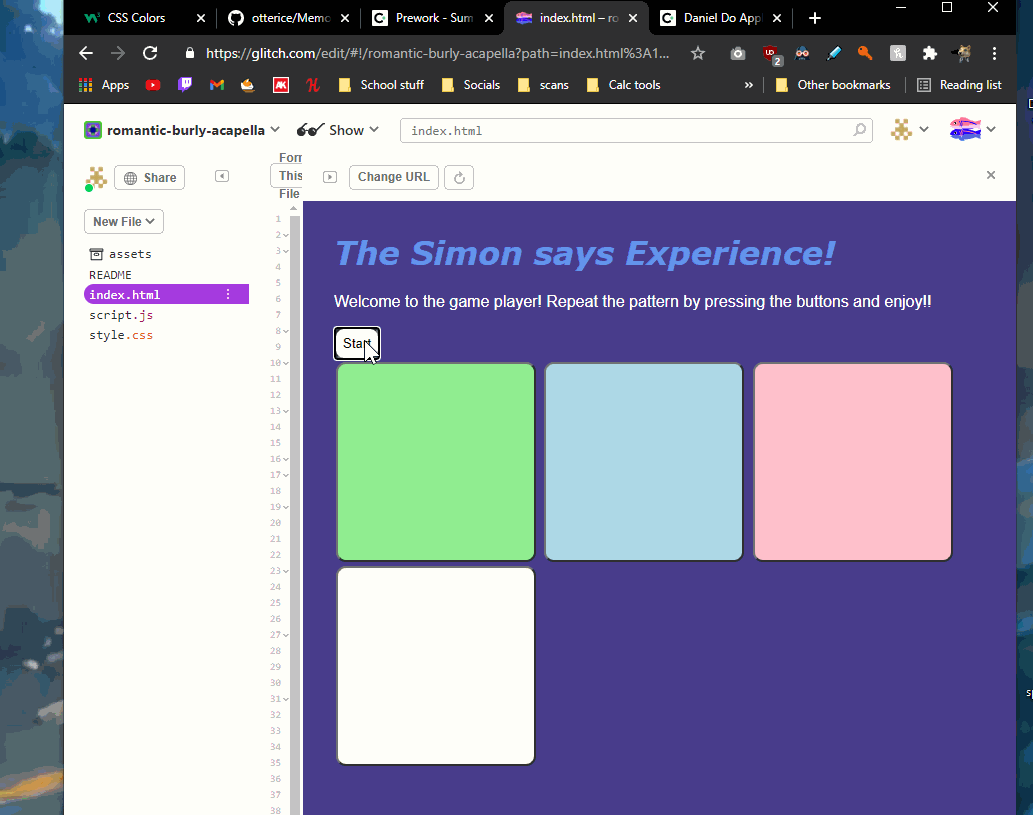 CSS Colors
otterice/Memo
Prework - Sum
index.html – ro
Daniel Do App
https://glitch.com/edit/#!/romantic-burly-acapella?path=index.html%3A1...
2
Apps
School stuff
Socials
scans
Calc tools
»
Other bookmarks
Reading list
romantic-burly-acapella
Show
index.html
Share
Form
This
File
Change URL
New File
assets
README
index.html
script.js
style.css
1
2
3
4
5
6
7
8
9
10
11
12
13
14
15
16
17
18
19
20
21
22
23
24
25
26
27
28
29
30
31
32
33
34
35
36
37
38
The Simon says Experience!
Welcome to the game player! Repeat the pattern by pressing the buttons and enjoy!!
Start